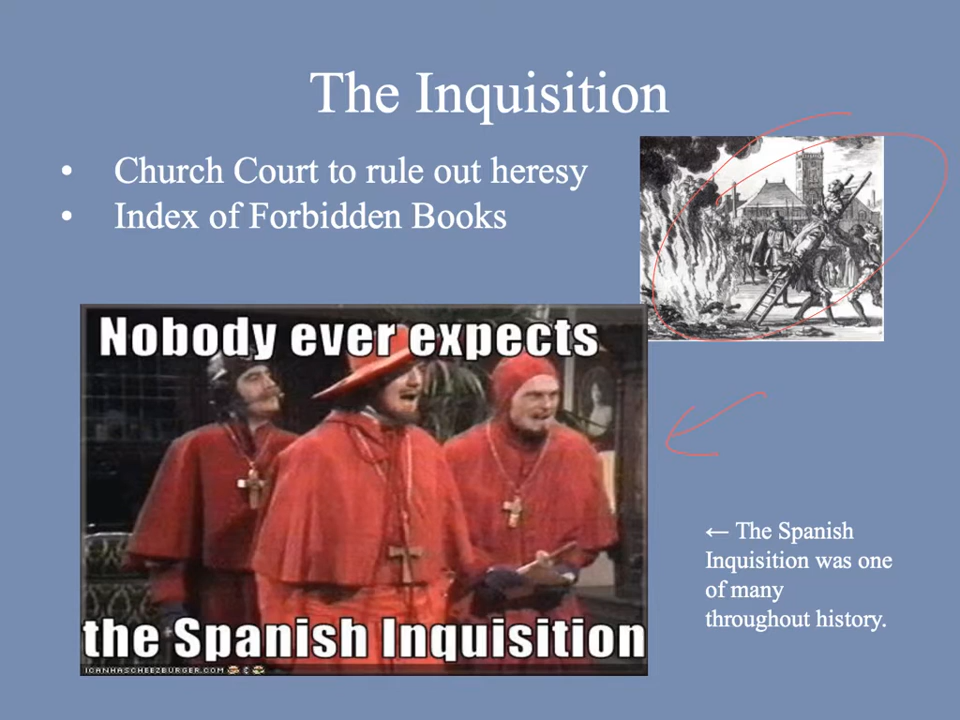 The Inquisition
• Church Court to rule out heresy
• Index of Forbidden Books
Nobody ever expects
the Spanish Inquisition
ICANHASCHEEZBURGER.COM
← The Spanish
Inquisition was one
of many
throughout history.